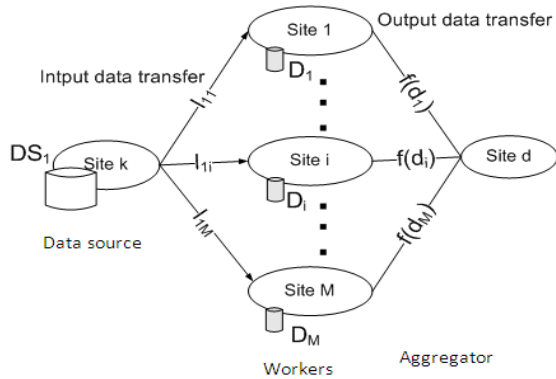 Site 1
Output data transfer
Intput data transfer
D1
I11
f(d1)
DS1
Site k
I1i
Site i
f(di)
Site d
Di
Data source
I1M
f(dM)
Site M
DM
Workers
Aggregator